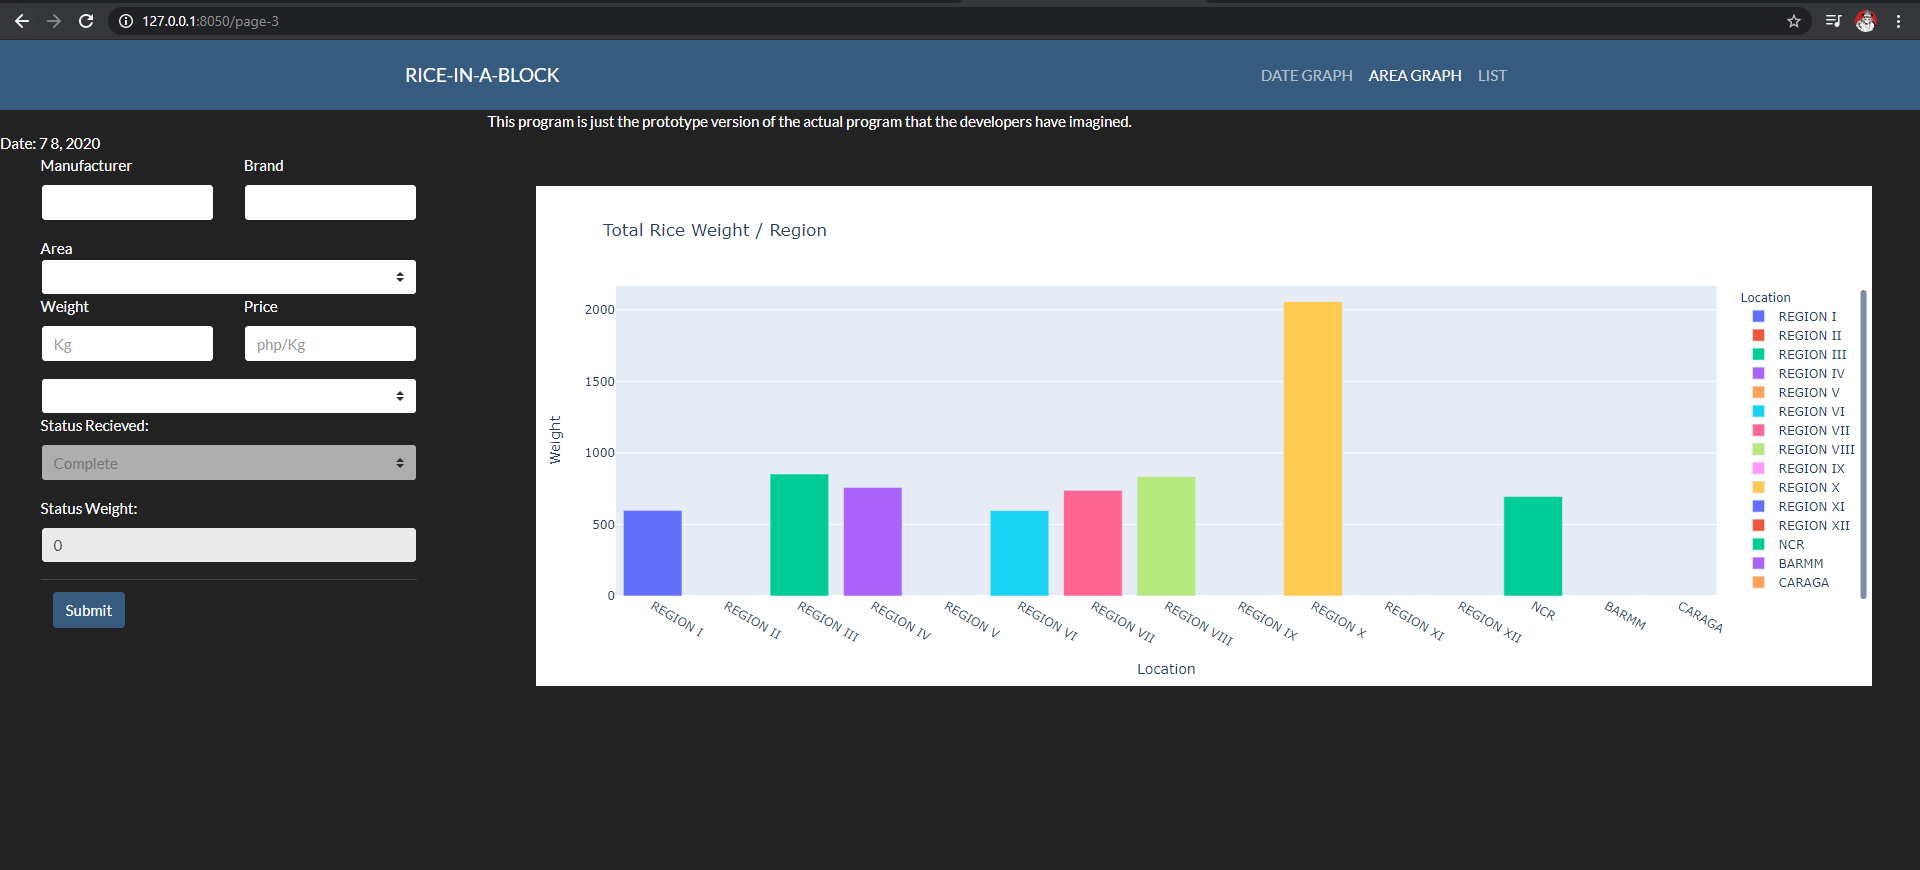 127.0.0.1:8050/page-3
RICE-IN-A-BLOCK
DATE GRAPH AREA GRAPH LIST
This program is just the prototype version of the actual program that the developers have imagined.
Date: 7 8, 2020
Manufacturer Brand
Area
Weight Price
Kg php/Kg
Status Recieved:
Complete
Status Weight:
0
Submit
Total Rice Weight / Region
2000
1500
1000
500
0
Weight
REGION I REGION II REGION III REGION IV REGION V REGION VI REGION VII REGION VIII REGION IX REGION X REGION XI REGION XII NCR BARMM CARAGA
Location
Location
REGION I
REGION II
REGION III
REGION IV
REGION V
REGION VI
REGION VII
REGION VIII
REGION IX
REGION X
REGION XI
REGION XII
NCR
BARMM
CARAGA